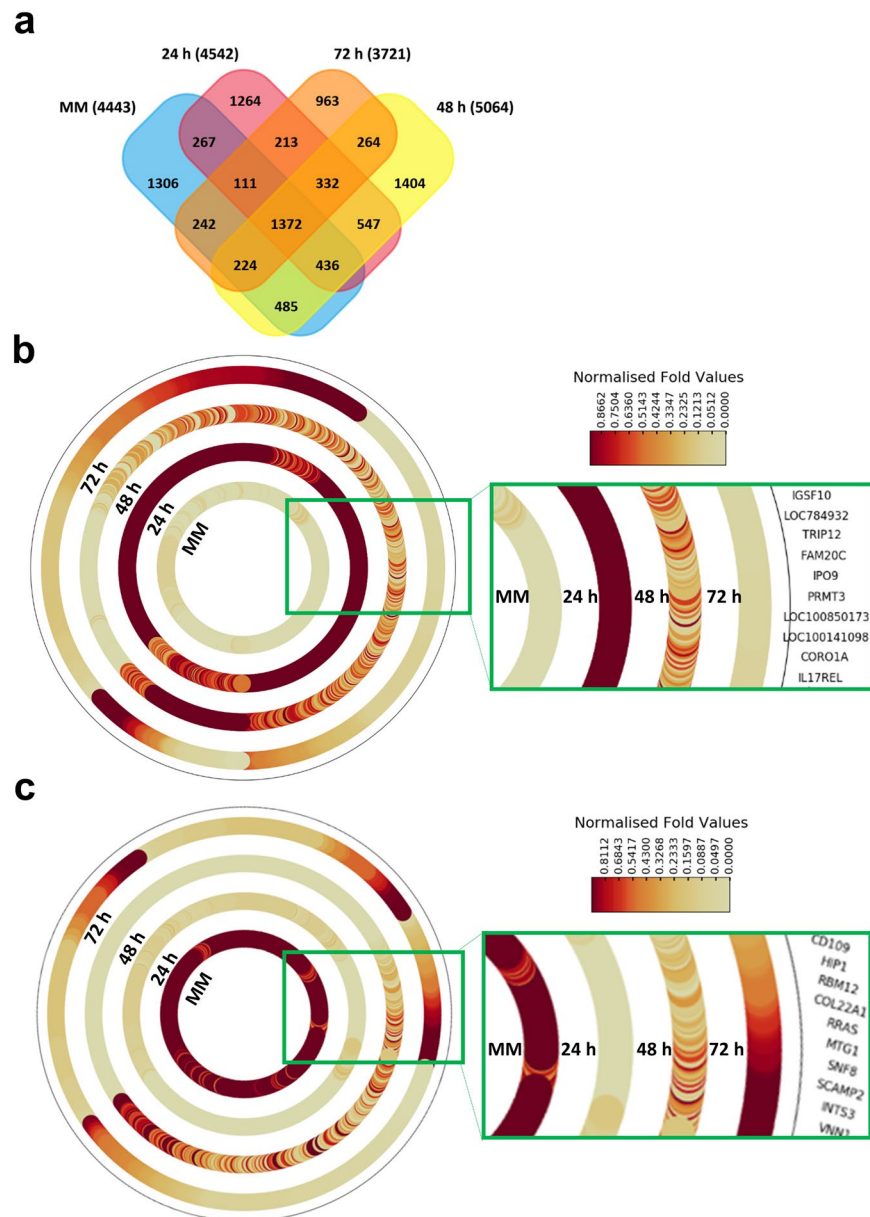 a
24 h (4542)
72 h (3721)
MM (4443)
48 h (5064)
1264
963
267
213
264
1306
111
332
1404
242
1372
547
224
436
485
b
72 h
48 h
24 h
MM
Normalised Fold Values
0.8662
0.7504
0.6360
0.5143
0.4244
0.3347
0.2325
0.1213
0.0512
0.0000
MM
24 h
48 h
72 h
IGSF10
LOC784932
TRIP12
FAM20C
IPO9
PRMT3
LOC100850173
LOC100141098
CORO1A
IL17REL
c
72 h
48 h
24 h
MM
Normalised Fold Values
0.8112
0.6843
0.5417
0.4300
0.3268
0.2333
0.1597
0.0887
0.0497
0.0000
MM
24 h
48 h
72 h
CD109
HIP1
RBM12
COL22A1
RRAS
MTG1
SNF8
SCAMP2
INTS3
VNN1